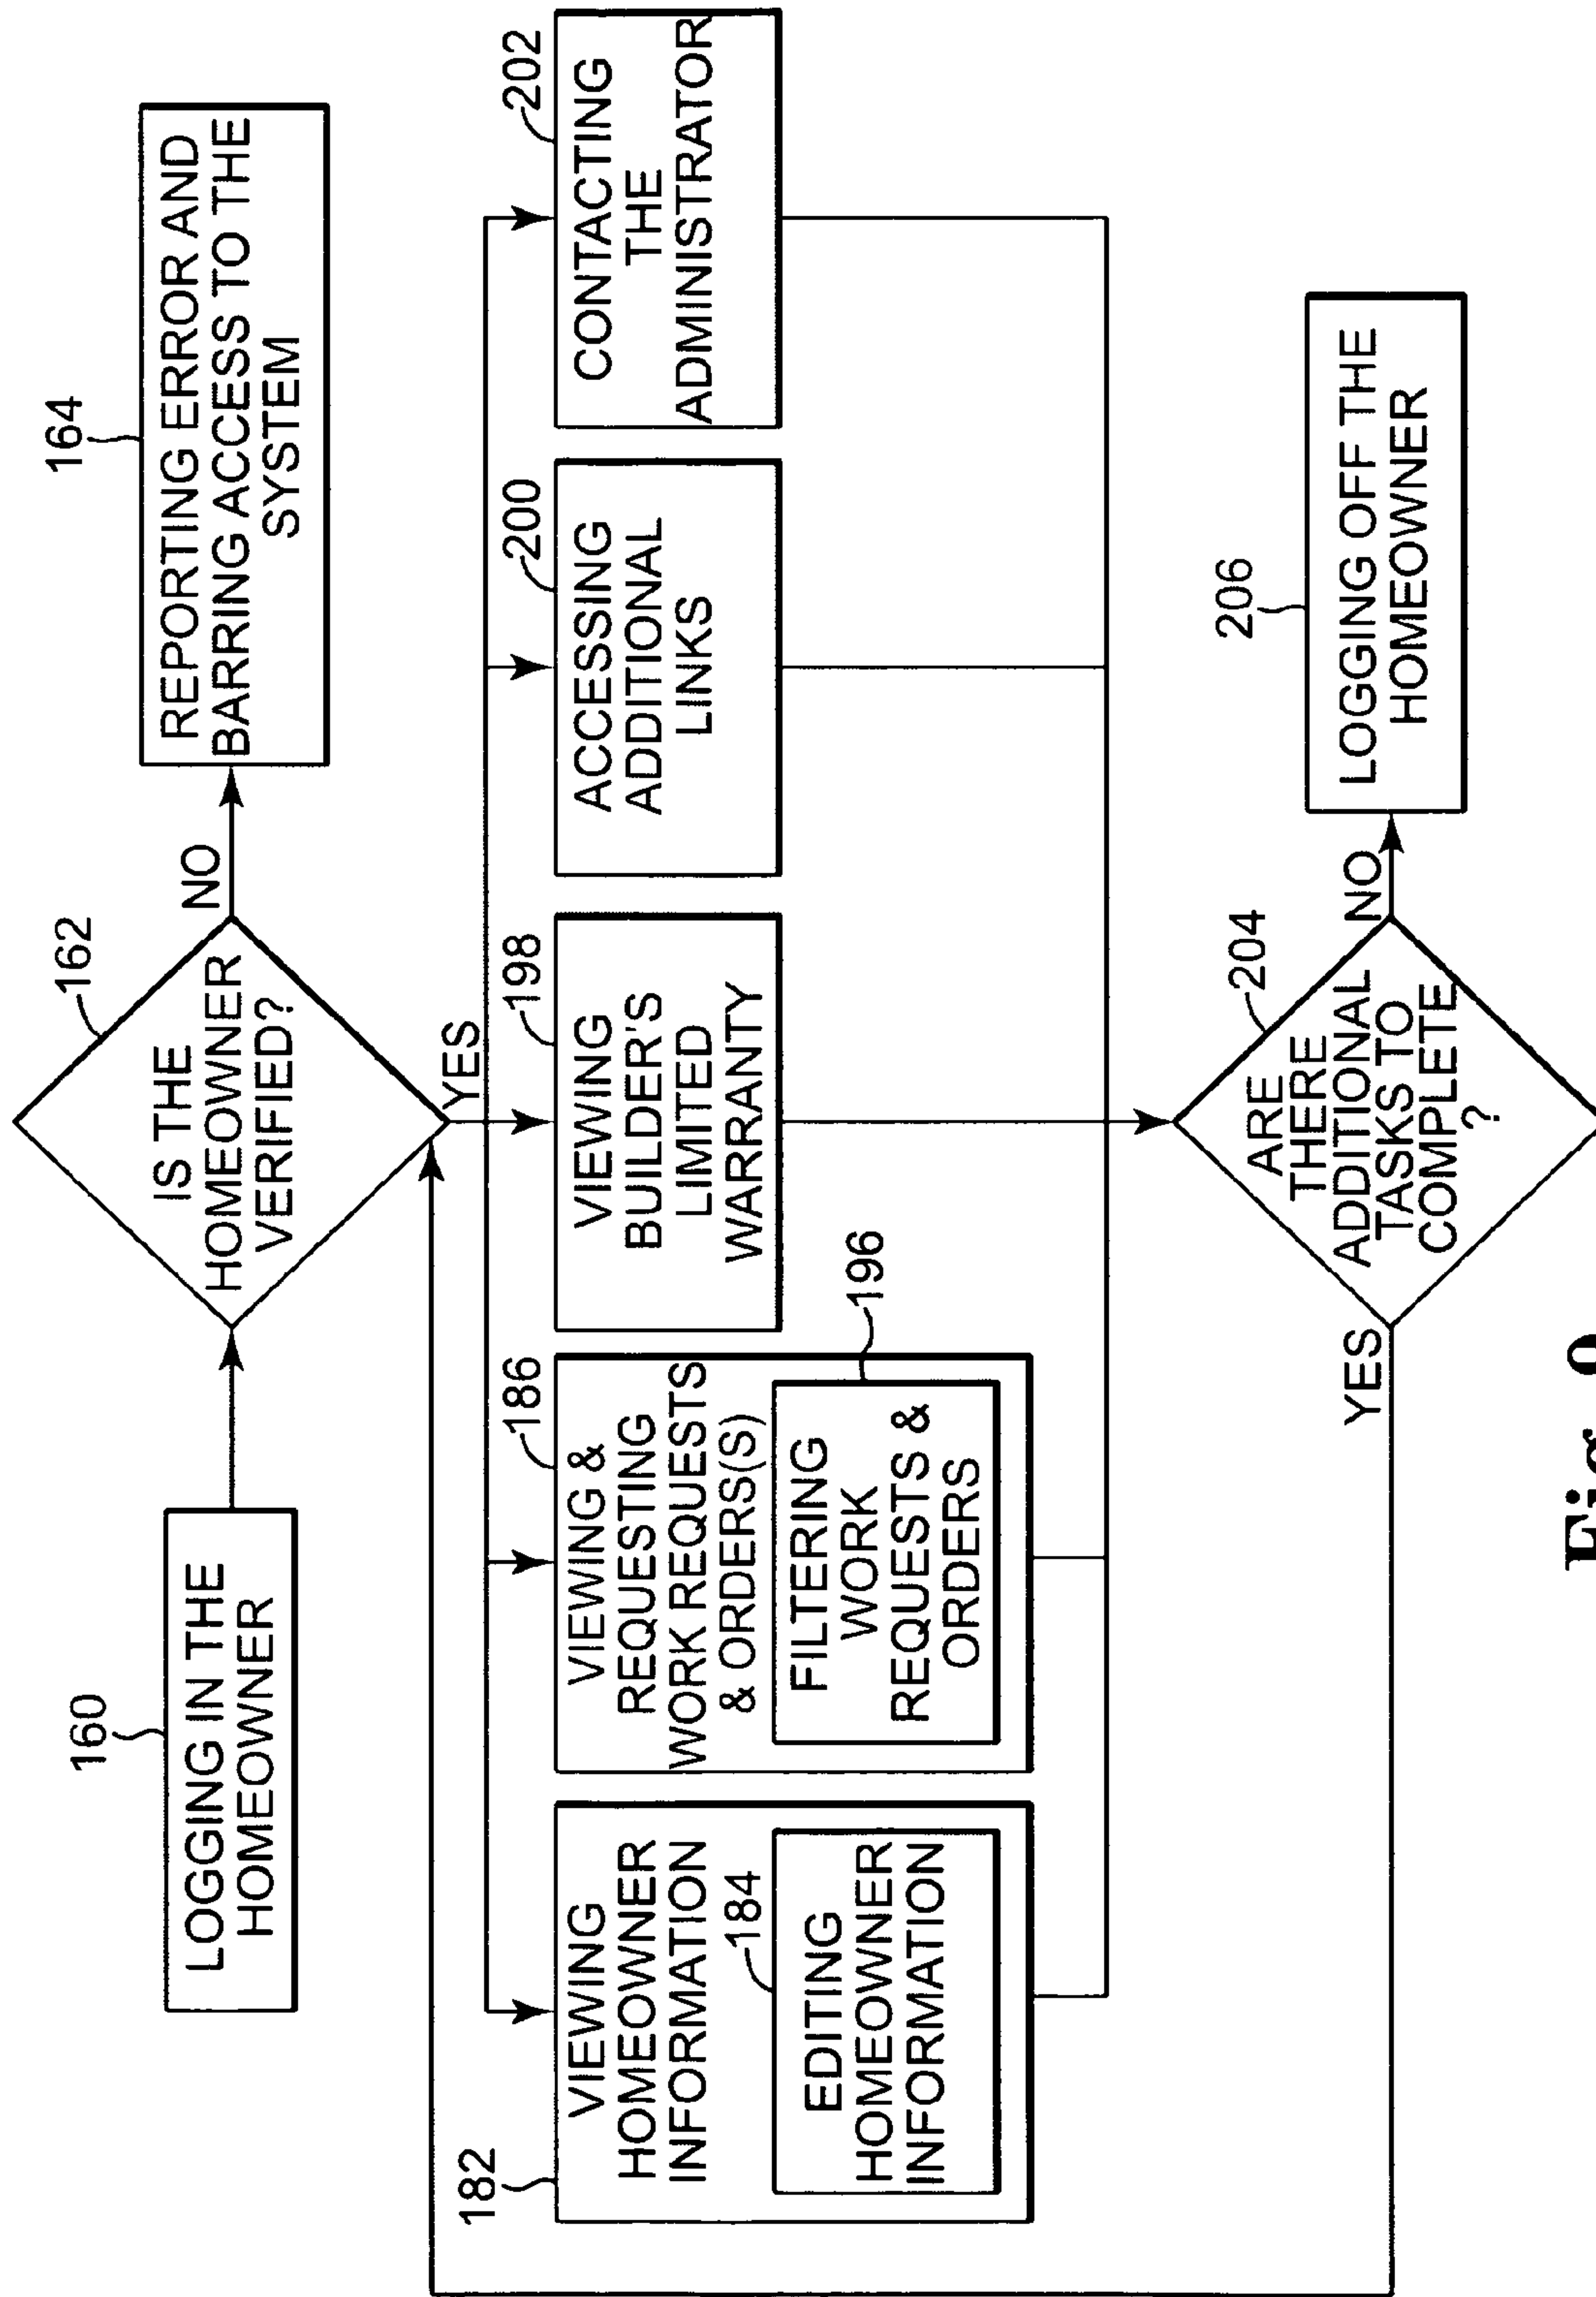 160
LOGGING IN THE
HOMEOWNER
162
IS THE
HOMEOWNER
VERIFIED?
NO
164
REPORTING ERROR AND
BARRING ACCESS TO THE
SYSTEM
YES
182
VIEWING
HOMEOWNER
INFORMATION
184
EDITING
HOMEOWNER
INFORMATION
186
VIEWING &
REQUESTING
WORK REQUESTS
& ORDERS(S)
196
FILTERING
WORK
REQUESTS &
ORDERS
198
VIEWING
BUILDER'S
LIMITED
WARRANTY
200
ACCESSING
ADDITIONAL
LINKS
202
CONTACTING
THE
ADMINISTRATOR
204
ARE
THERE
ADDITIONAL
TASKS TO
COMPLETE
?
YES
NO
206
LOGGING OFF THE
HOMEOWNER
Fig.